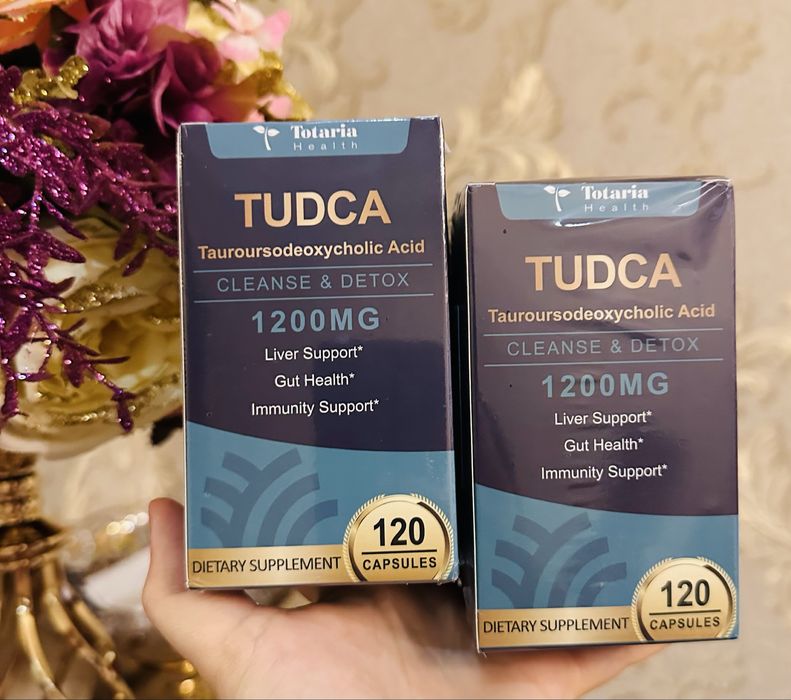 Totaria
Health
TUDCA
Tauroursodeoxycholic Acid
CLEANSE & DETOX
1200MG
Liver Support*
Gut Health*
Immunity Support*
DIETARY SUPPLEMENT
120
CAPSULES
Totaria
Health
TUDCA
Tauroursodeoxycholic Acid
CLEANSE & DETOX
1200MG
Liver Support*
Gut Health*
Immunity Support*
DIETARY SUPPLEMENT
120
CAPSULES